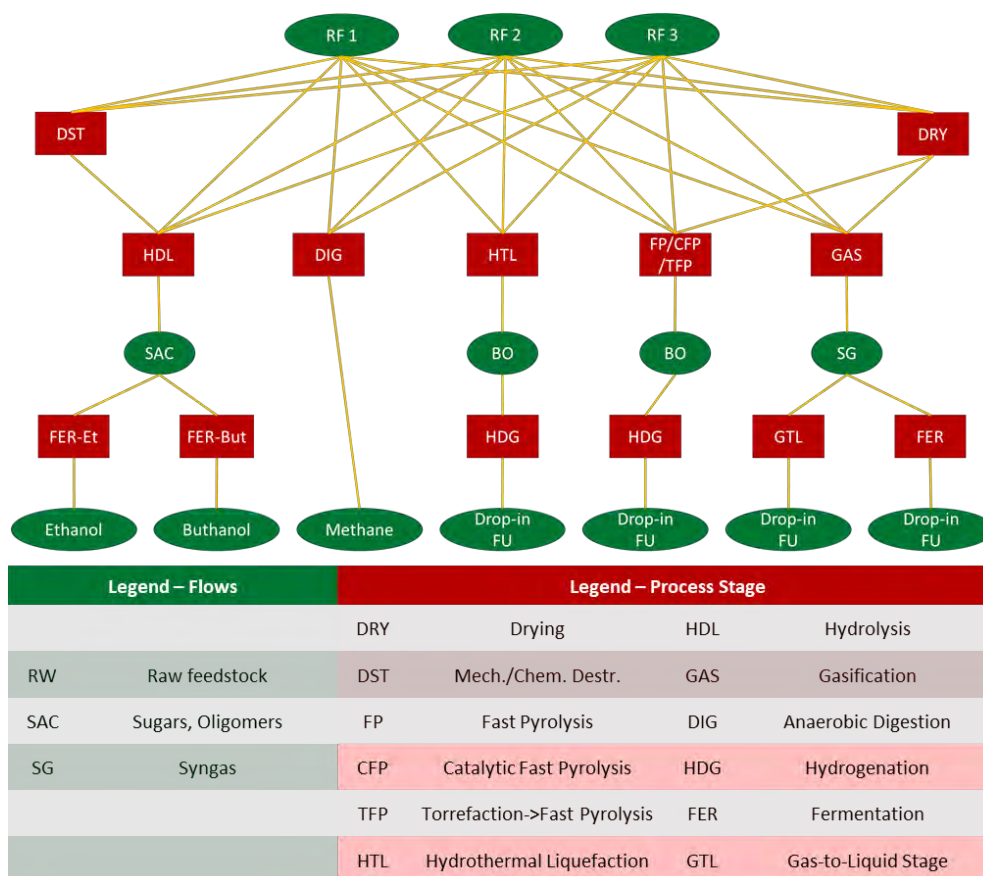 RF 1
RF 2
RF 3
DST
DRY
HDL
DIG
HTL
FP/CFP
/TFP
GAS
SAC
BO
BO
SG
FER-Et
FER-But
HDG
HDG
GTL
FER
Ethanol
Buthanol
Methane
Drop-in
FU
Drop-in
FU
Drop-in
FU
Drop-in
FU
Legend – Flows
Legend – Process Stage
DRY Drying HDL Hydrolysis
RW Raw feedstock DST Mech./Chem. Destr. GAS Gasification
SAC Sugars, Oligomers FP Fast Pyrolysis DIG Anaerobic Digestion
SG Syngas CFP Catalytic Fast Pyrolysis HDG Hydrogenation
TFP Torrefaction->Fast Pyrolysis FER Fermentation
HTL Hydrothermal Liquefaction GTL Gas-to-Liquid Stage